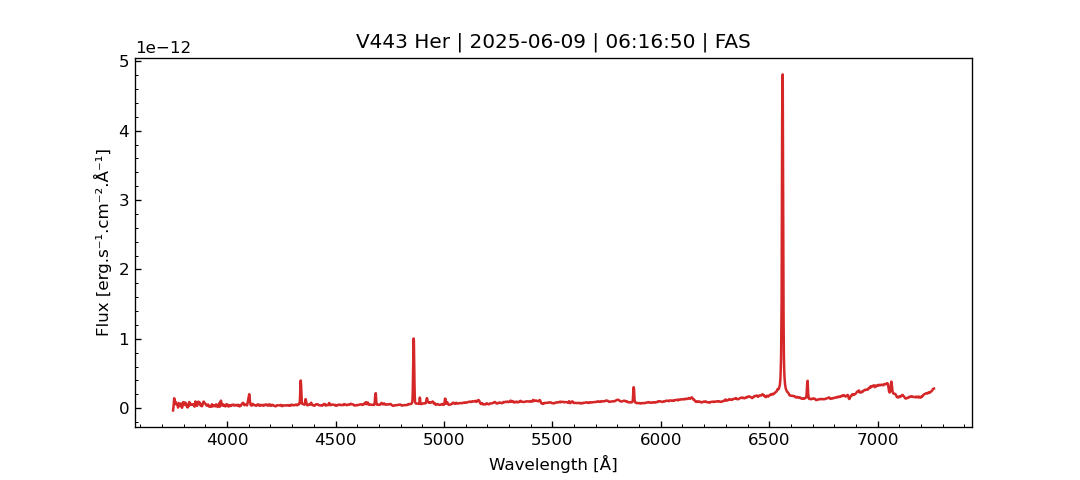 V443 Her | 2025-06-09 | 06:16:50 | FAS
1e−12
5
4
3
2
1
0
Flux [erg.s⁻¹.cm⁻².Å⁻¹]
4000 4500 5000 5500 6000 6500 7000
Wavelength [Å]